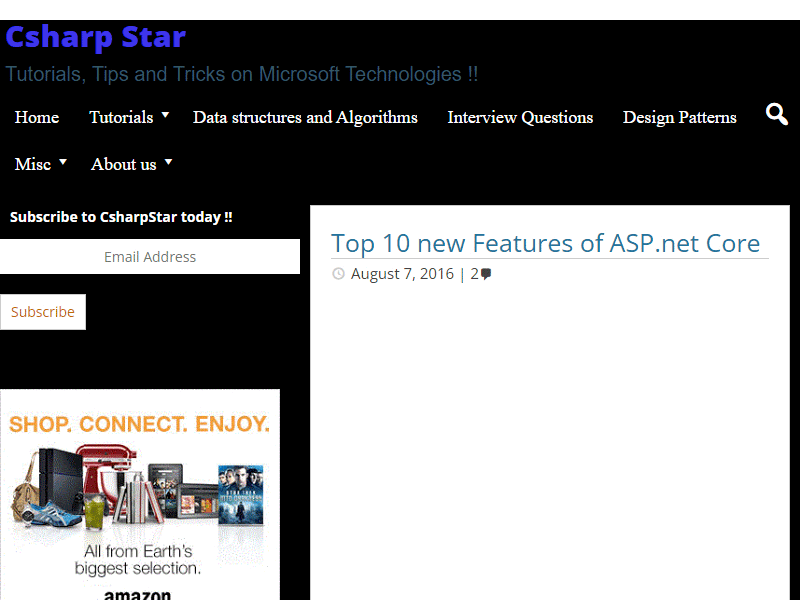 Csharp Star
Tutorials, Tips and Tricks on Microsoft Technologies !!
Home Tutorials Data structures and Algorithms Interview Questions Design Patterns
Misc About us
Subscribe to CsharpStar today !!
Email Address
Subscribe
Top 10 new Features of ASP.net Core
August 7, 2016 | 2
SHOP. CONNECT. ENJOY.
All from Earth's
biggest selection.
amazon